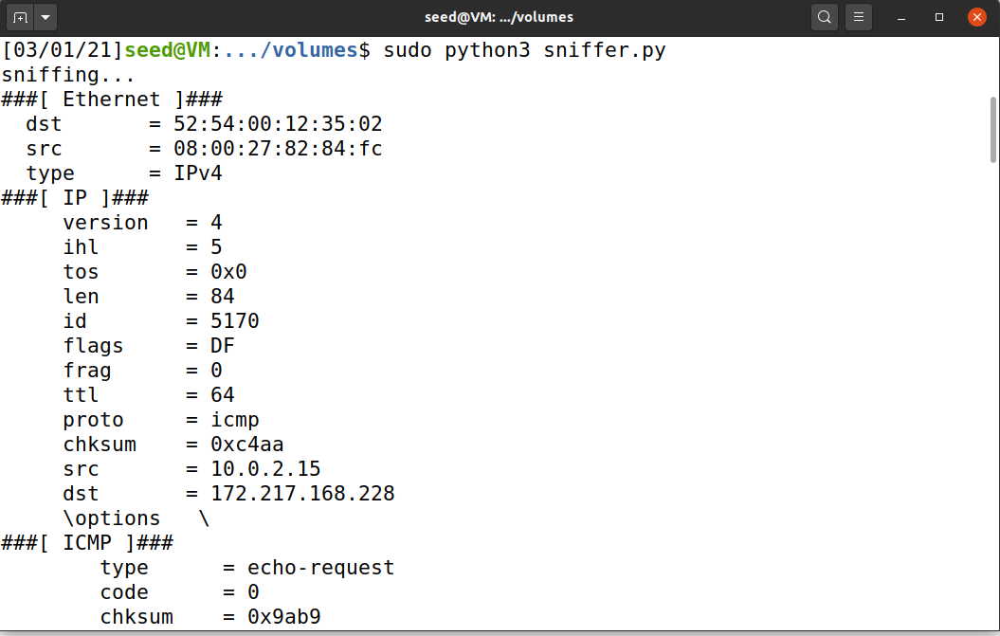 seed@VM: .../volumes
[03/01/21]seed@VM:.../volumes$ sudo python3 sniffer.py
sniffing...
###[ Ethernet ]###
  dst       = 52:54:00:12:35:02
  src       = 08:00:27:82:84:fc
  type      = IPv4
###[ IP ]###
     version   = 4
     ihl       = 5
     tos       = 0x0
     len       = 84
     id        = 5170
     flags     = DF
     frag      = 0
     ttl       = 64
     proto     = icmp
     chksum    = 0xc4aa
     src       = 10.0.2.15
     dst       = 172.217.168.228
     \options   \
###[ ICMP ]###
        type      = echo-request
        code      = 0
        chksum    = 0x9ab9